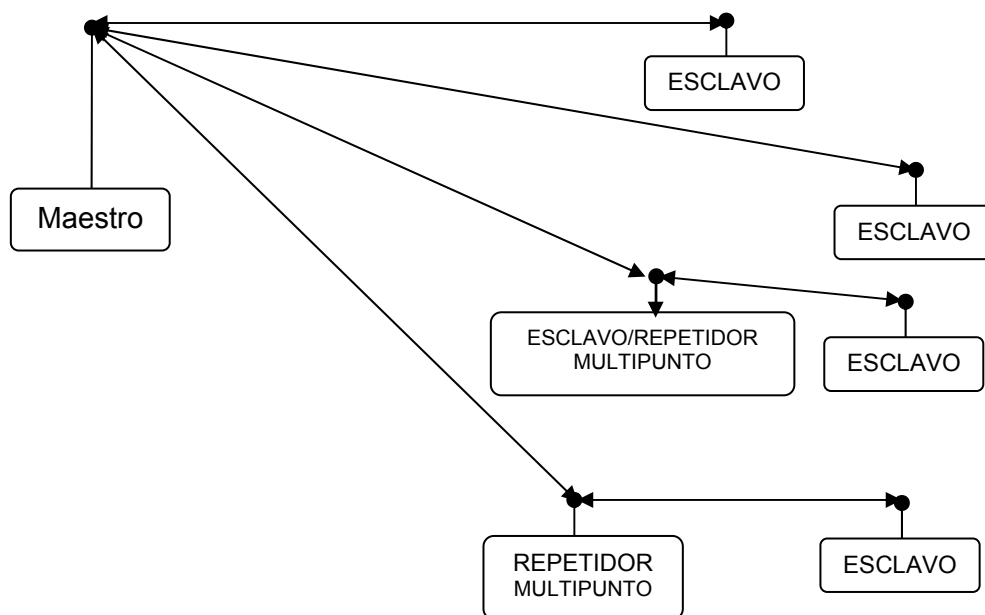 ESCLAVO
Maestro
ESCLAVO
ESCLAVO/REPETIDOR
MULTIPUNTO
ESCLAVO
REPETIDOR
MULTIPUNTO
ESCLAVO